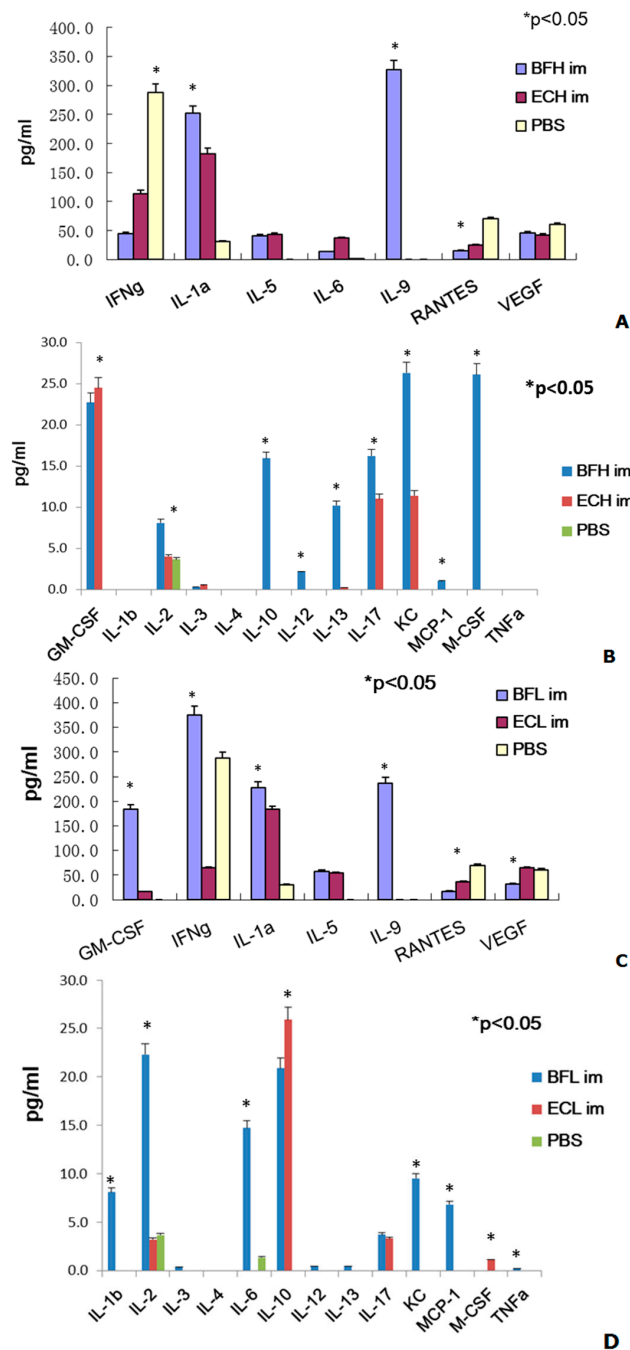 *p<0.05
400.0
350.0
300.0
250.0
200.0
150.0
100.0
50.0
0.0
pg/ml
BFH im
ECH im
PBS
* * * *
IFNg IL-1a IL-5 IL-6 IL-9 RANTES VEGF
A
30.0
25.0
20.0
15.0
10.0
5.0
0.0
pg/ml
*p<0.05
BFH im
ECH im
PBS
* * * * * * * * *
GM-CSF IL-1b IL-2 IL-3 IL-4 IL-10 IL-12 IL-13 IL-17 KC MCP-1 M-CSF TNFa
B
450.0
400.0
350.0
300.0
250.0
200.0
150.0
100.0
50.0
0.0
pg/ml
*p<0.05
BFL im
ECL im
PBS
* * * * * *
GM-CSF IFNg IL-1a IL-5 IL-9 RANTES VEGF
C
30.0
25.0
20.0
15.0
10.0
5.0
0.0
pg/ml
*p<0.05
BFL im
ECL im
PBS
* * * * * * * *
IL-1b IL-2 IL-3 IL-4 IL-6 IL-10 IL-12 IL-13 IL-17 KC MCP-1 M-CSF TNFa
D